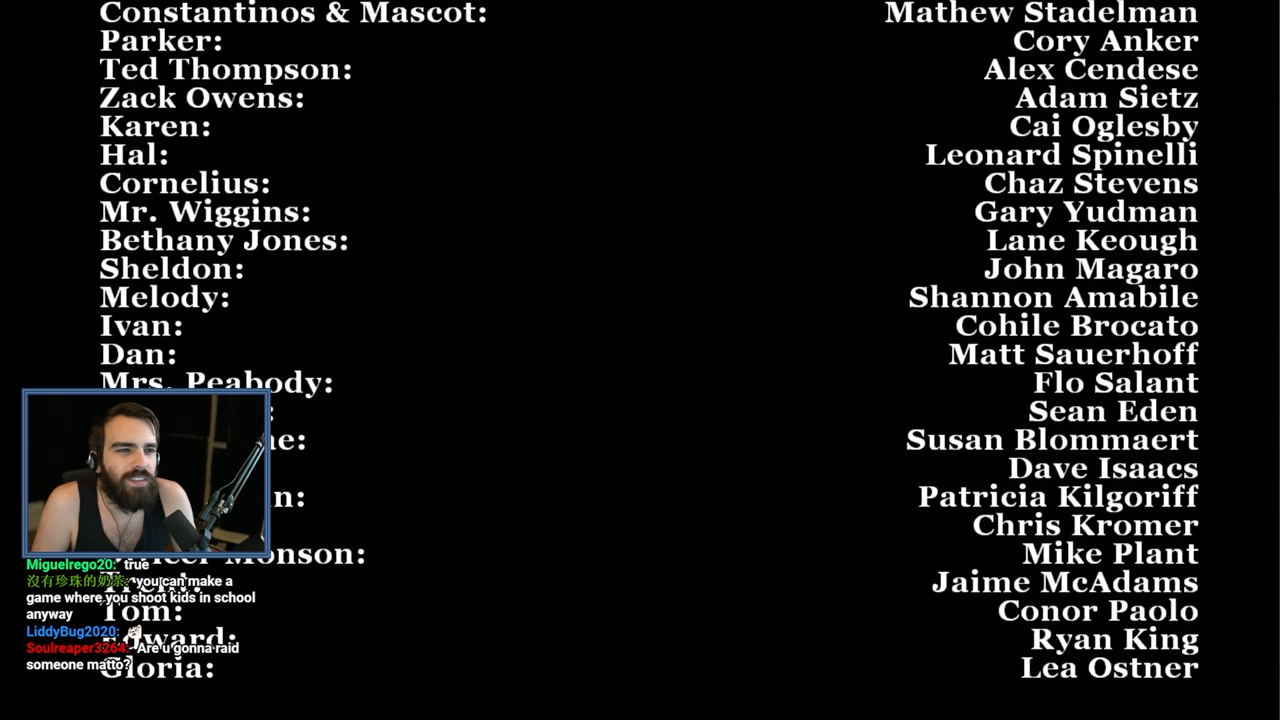 Constantinos & Mascot: Mathew Stadelman
Parker: Cory Anker
Ted Thompson: Alex Cendese
Zack Owens: Adam Sietz
Karen: Cai Oglesby
Hal: Leonard Spinelli
Cornelius: Chaz Stevens
Mr. Wiggins: Gary Yudman
Bethany Jones: Lane Keough
Sheldon: John Magaro
Melody: Shannon Amabile
Ivan: Cohile Brocato
Dan: Matt Sauerhoff
Mrs. Peabody: Flo Salant
Sean Eden
Susan Blommaert
Dave Isaacs
Patricia Kilgoriff
Chris Kromer
Monson: Mike Plant
Jaime McAdams
Tom: Conor Paolo
Edward: Ryan King
Gloria: Lea Ostner
Miguelrego20: true
沒有珍珠的奶茶: you can make a
game where you shoot kids in school
anyway
LiddyBug2020:
Soulreaper3264: Are u gonna raid
someone matto?